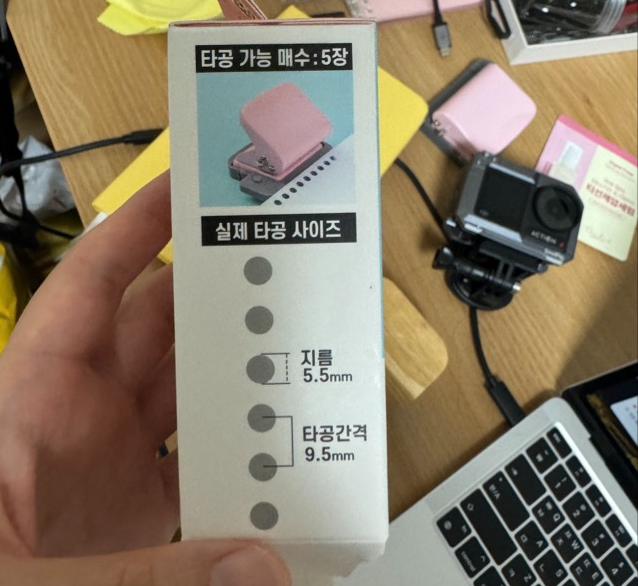 타공 가능 매수 : 5장
실제 타공 사이즈
지름
5.5mm
타공간격
9.5mm
ACTION